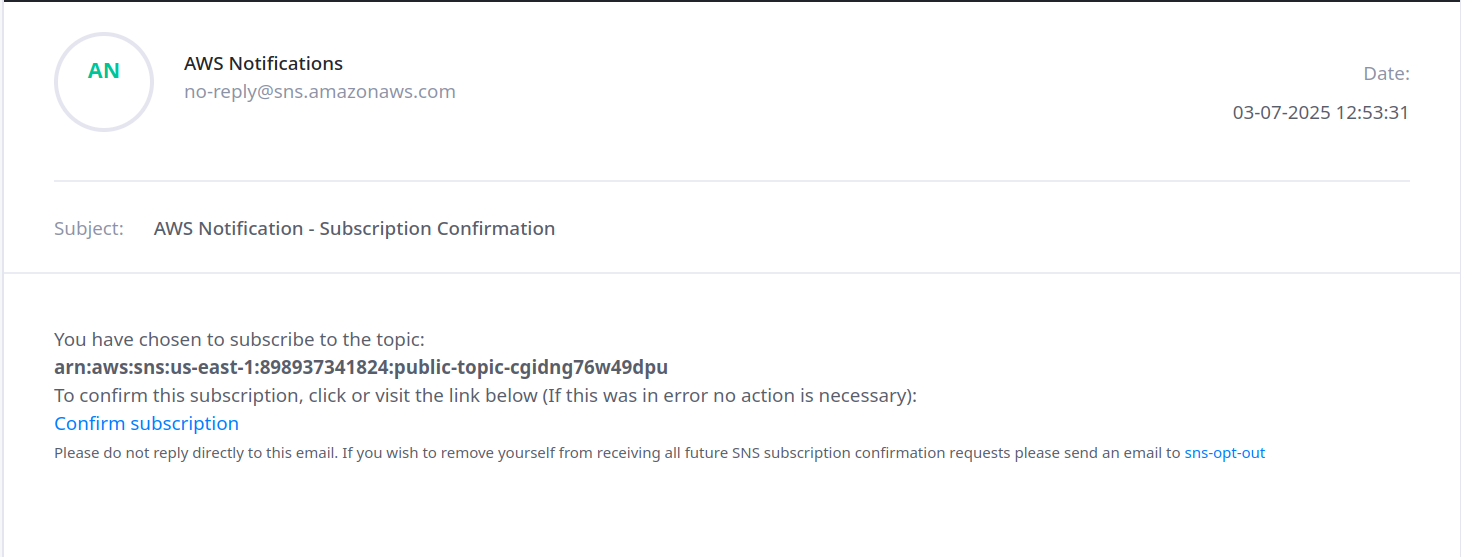 AN
AWS Notifications
no-reply@sns.amazonaws.com
Date:
03-07-2025 12:53:31
Subject: AWS Notification - Subscription Confirmation
You have chosen to subscribe to the topic:
arn:aws:sns:us-east-1:898937341824:public-topic-cgidng76w49dpu
To confirm this subscription, click or visit the link below (If this was in error no action is necessary):
Confirm subscription
Please do not reply directly to this email. If you wish to remove yourself from receiving all future SNS subscription confirmation requests please send an email to sns-opt-out